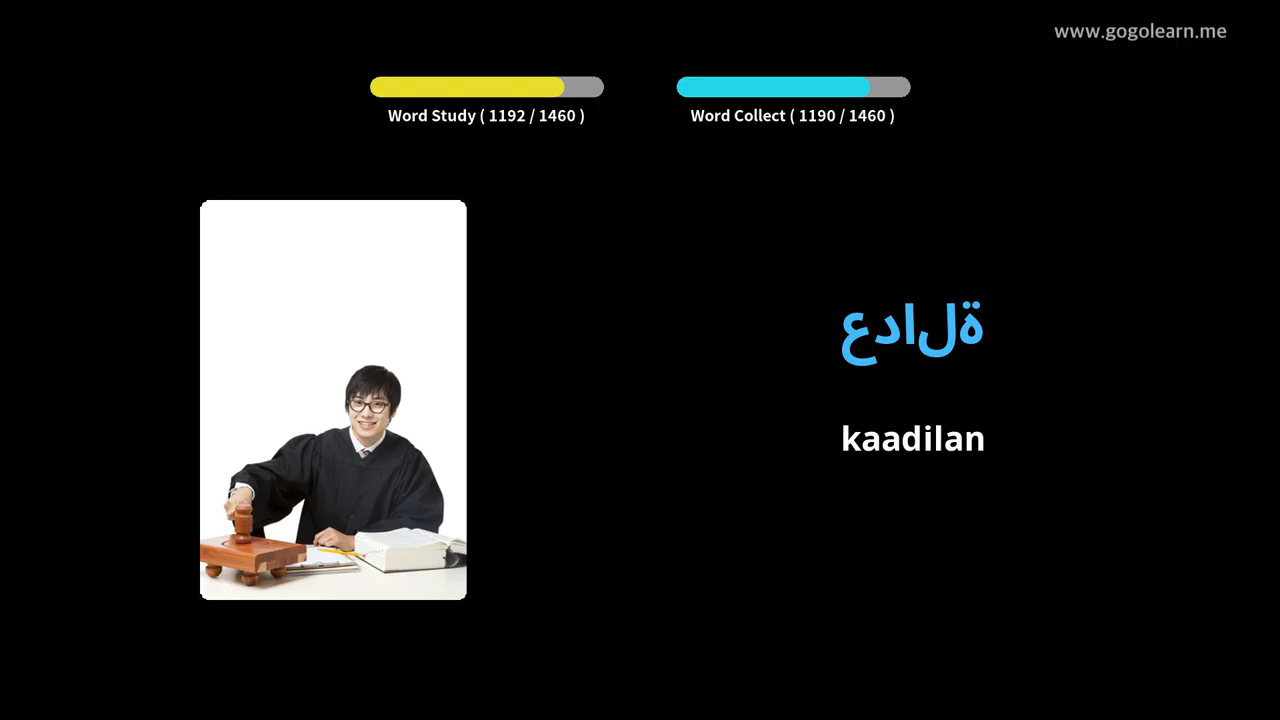 www.gogolearn.me
Word Study ( 1192 / 1460 )
Word Collect ( 1190 / 1460 )
عدالة
kaadilan